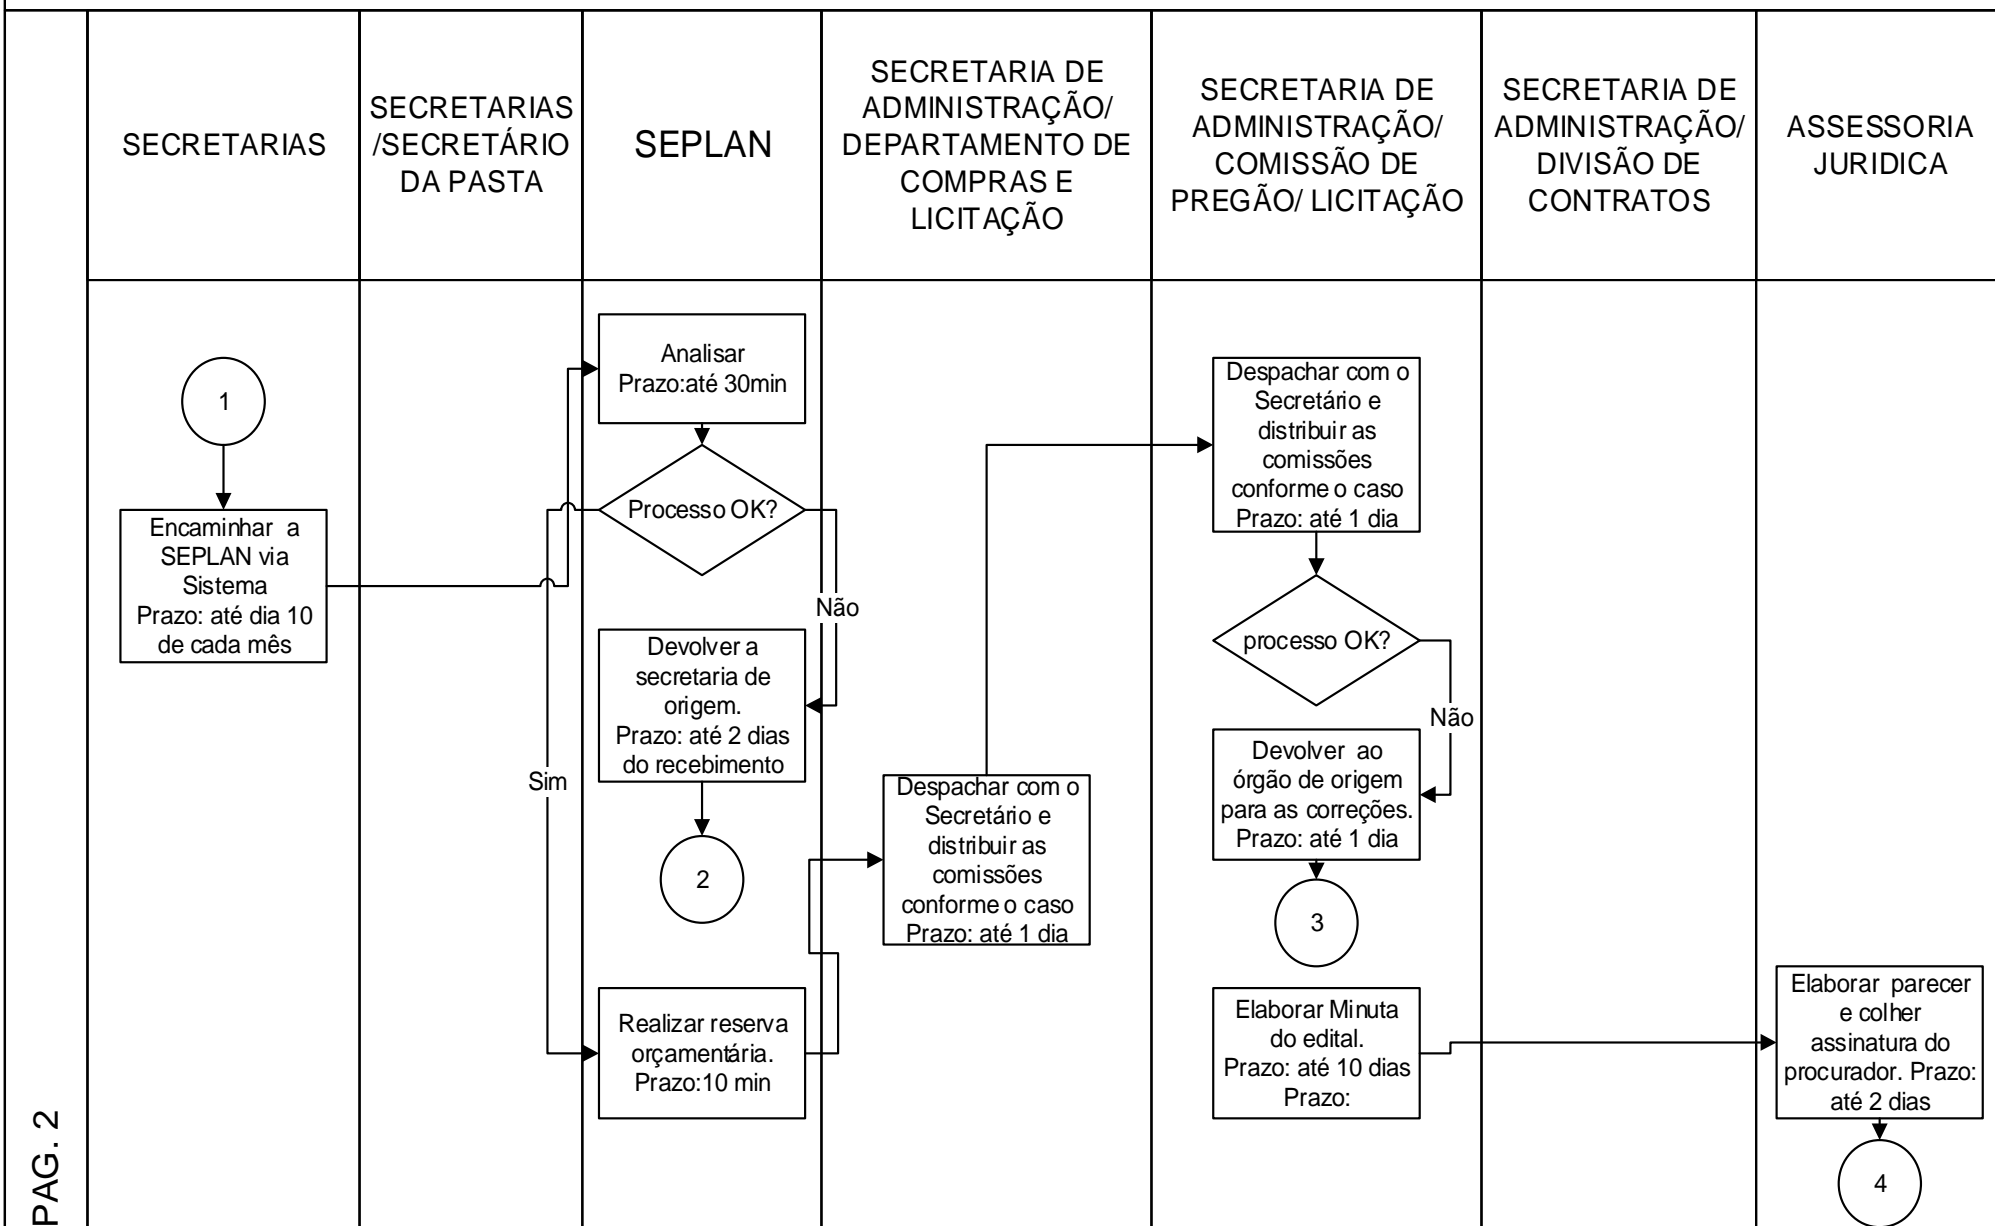 SECRETARIAS
SECRETARIAS
/SECRETÁRIO
DA PASTA
SEPLAN
SECRETARIA DE
ADMINISTRAÇÃO/
DEPARTAMENTO DE
COMPRAS E
LICITAÇÃO
SECRETARIA DE
ADMINISTRAÇÃO/
COMISSÃO DE
PREGÃO/ LICITAÇÃO
SECRETARIA DE
ADMINISTRAÇÃO/
DIVISÃO DE
CONTRATOS
ASSESSORIA
JURIDICA
1
Encaminhar a
SEPLAN via
Sistema
Prazo: até dia 10
de cada mês
Analisar
Prazo:até 30min
Processo OK?
Não
Sim
Devolver a
secretaria de
origem.
Prazo: até 2 dias
do recebimento
2
Realizar reserva
orçamentária.
Prazo:10 min
Despachar com o
Secretário e
distribuir as
comissões
conforme o caso
Prazo: até 1 dia
Despachar com o
Secretário e
distribuir as
comissões
conforme o caso
Prazo: até 1 dia
processo OK?
Não
Devolver ao
órgão de origem
para as correções.
Prazo: até 1 dia
3
Elaborar Minuta
do edital.
Prazo: até 10 dias
Prazo:
Elaborar parecer
e colher
assinatura do
procurador. Prazo:
até 2 dias
4
PAG. 2